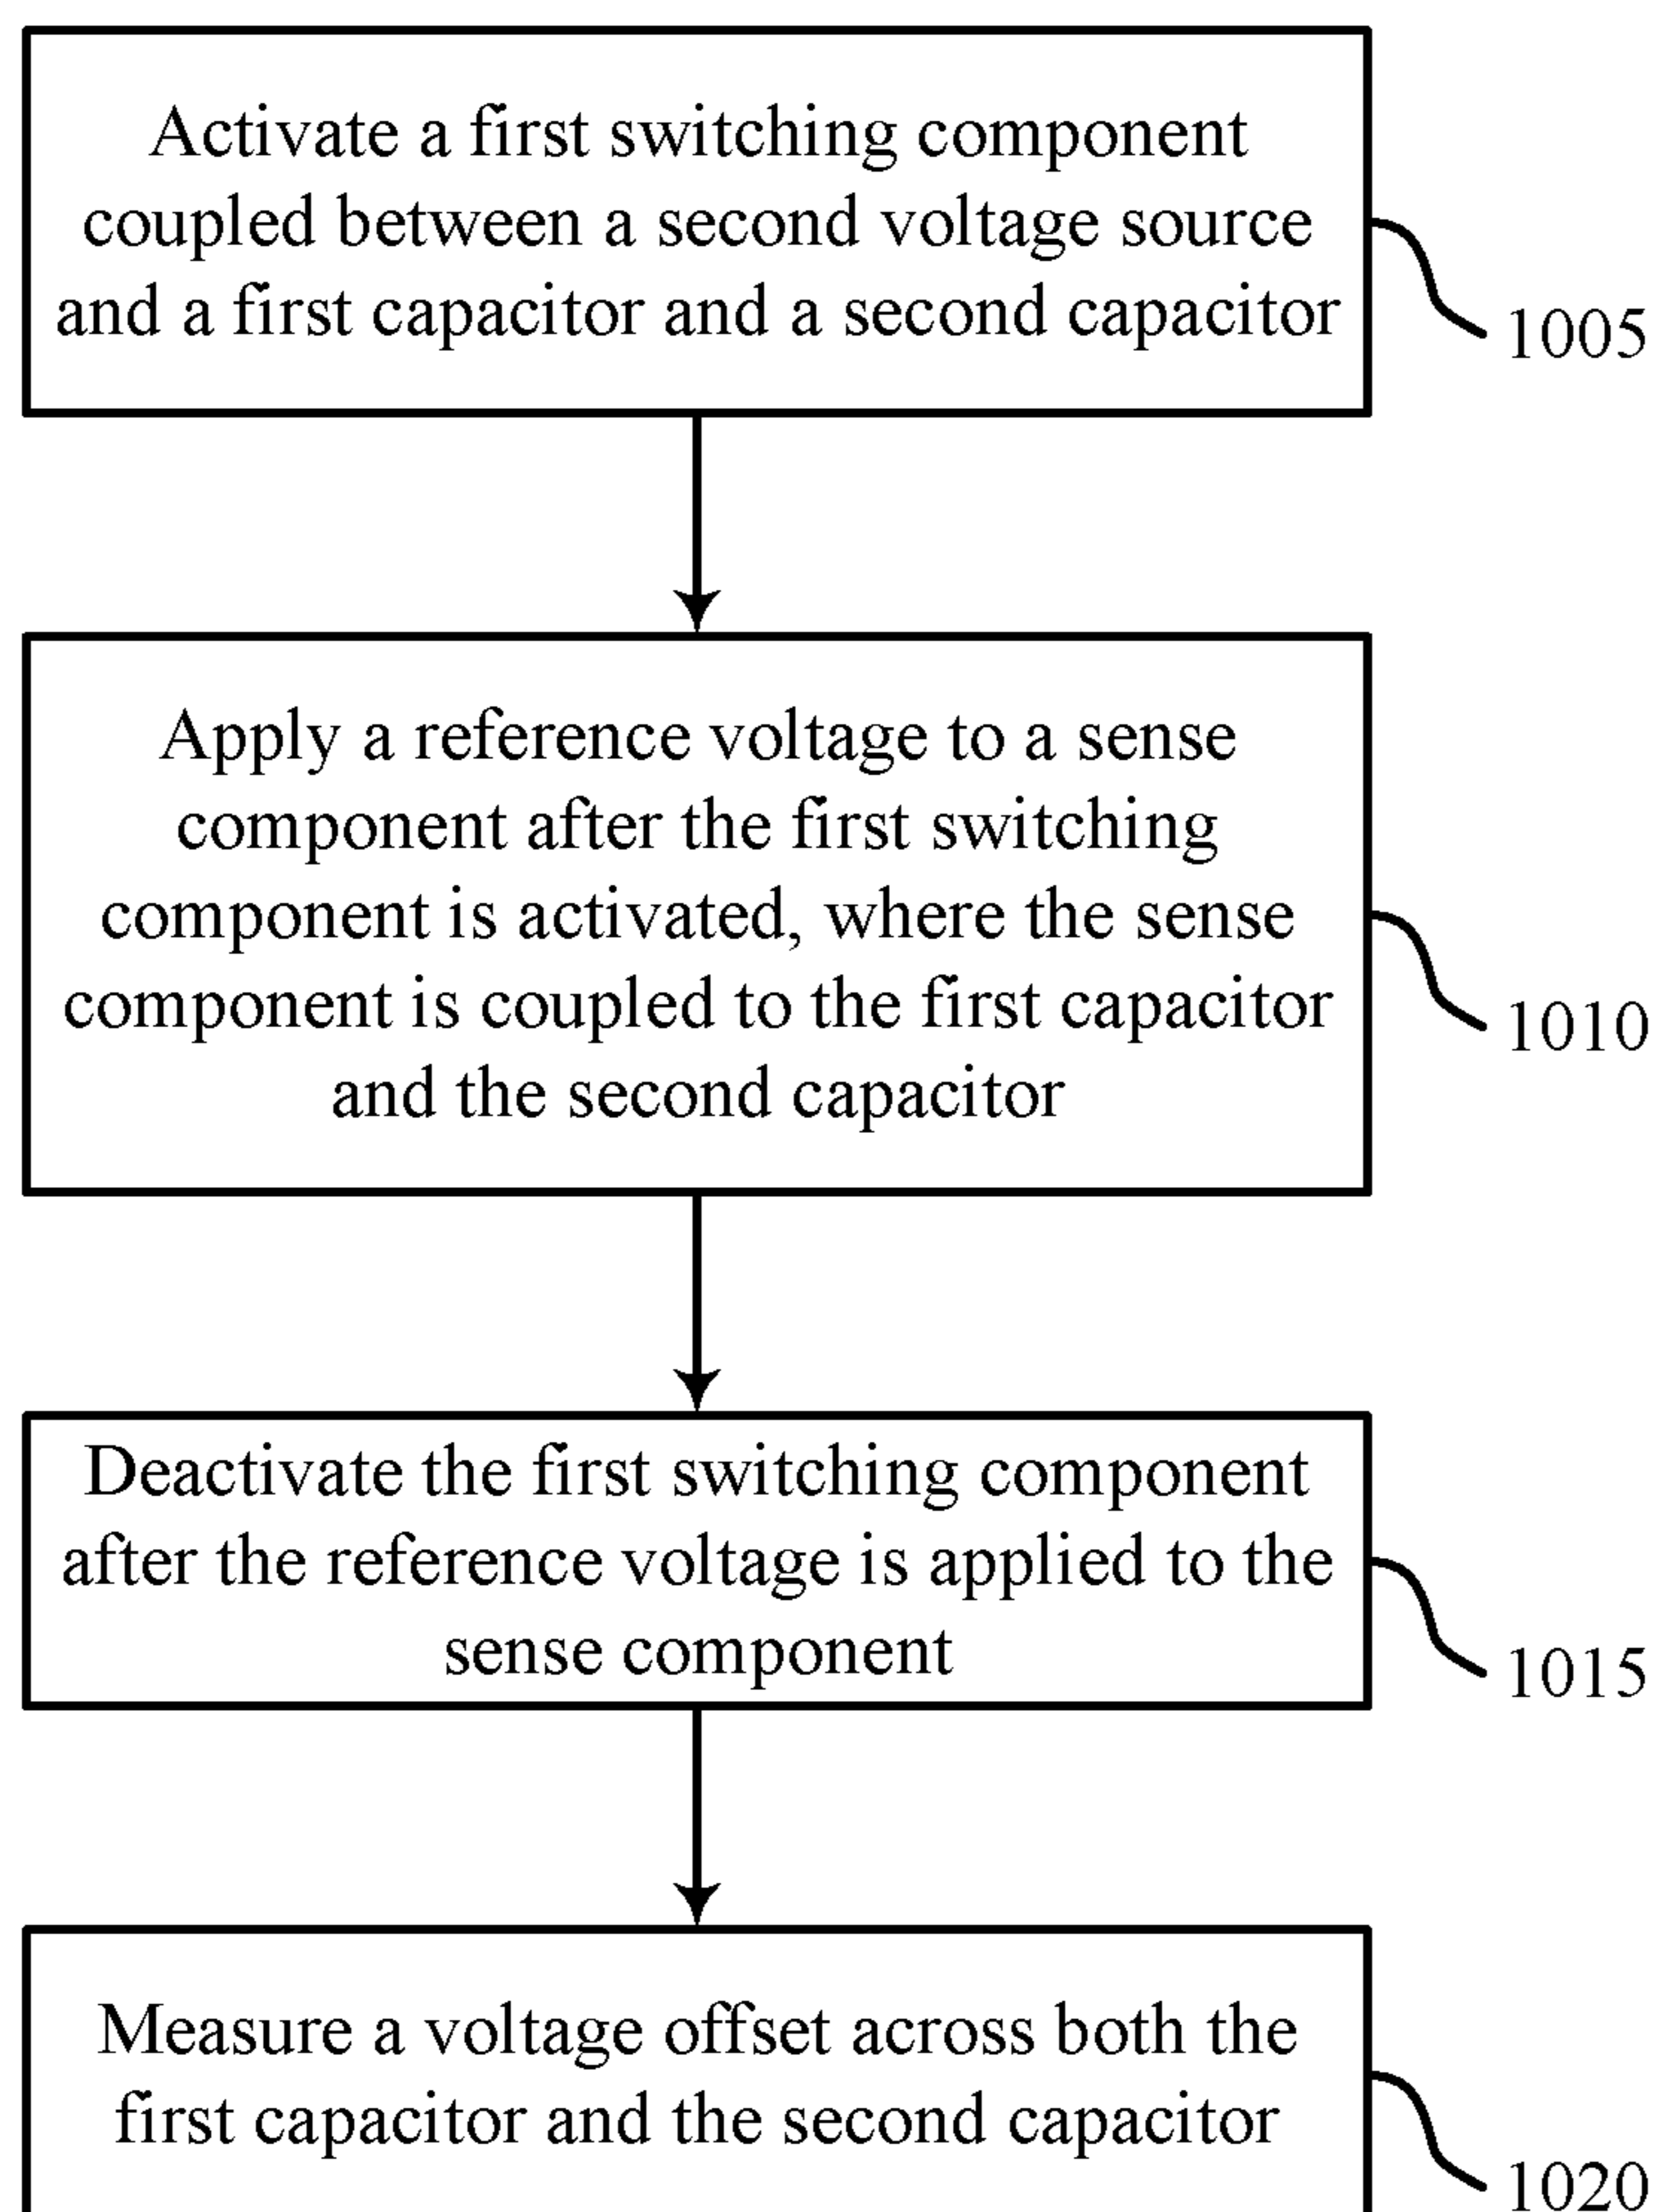 Activate a first switching component
coupled between a second voltage source
and a first capacitor and a second capacitor
1005
Apply a reference voltage to a sense
component after the first switching
component is activated, where the sense
component is coupled to the first capacitor
and the second capacitor
1010
Deactivate the first switching component
after the reference voltage is applied to the
sense component
1015
Measure a voltage offset across both the
first capacitor and the second capacitor
1020